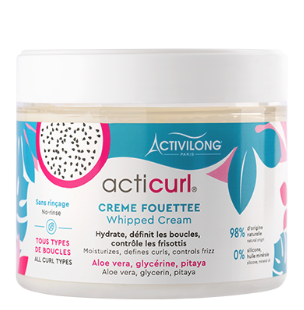 ACTIVILONG
PARIS
acticurl®
Sans rinçage
No-rinse
CREME FOUETTEE
Whipped Cream
Hydrate, définit les boucles,
contrôle les frisottis
Moisturizes, defines curls, controls frizz
TOUS TYPES
DE BOUCLES
ALL CURL TYPES
Aloe vera, glycérine, pitaya
Aloe vera, glycerin, pitaya
98% d'origine
naturelle
0% silicone,
huile minérale